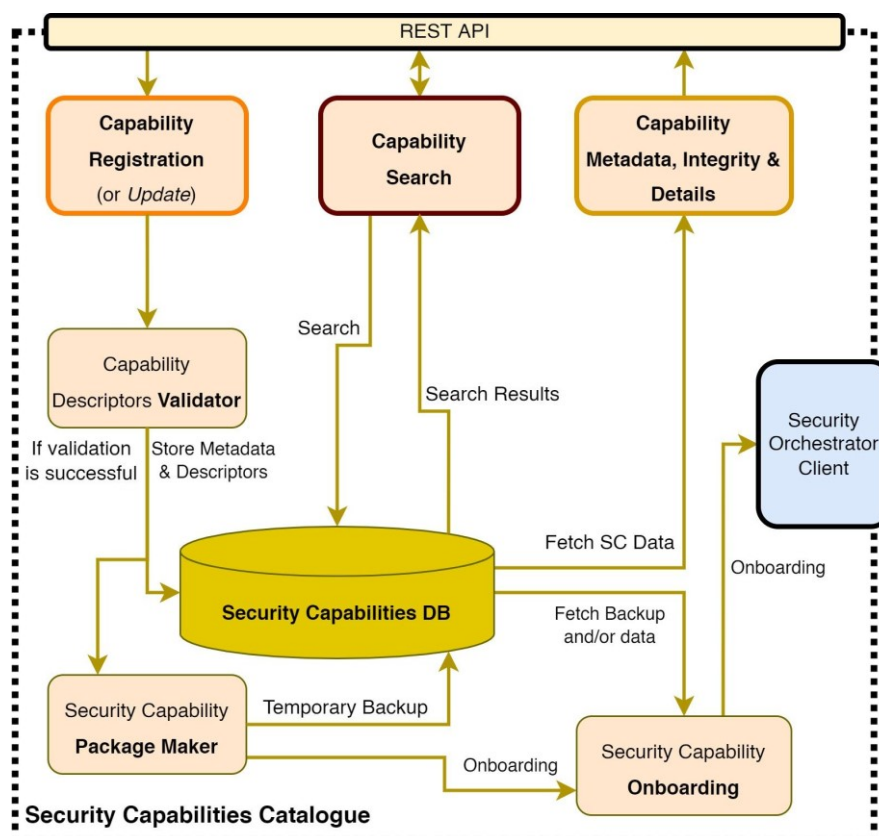 REST API
Capability
Registration
(or Update)
Capability
Search
Capability
Metadata, Integrity &
Details
Search
Capability
Descriptors Validator
Search Results
Security
Orchestrator
Client
If validation
is successful
Store Metadata
& Descriptors
Fetch SC Data
Onboarding
Security Capabilities DB
Fetch Backup
and/or data
Security Capability
Package Maker
Temporary Backup
Onboarding
Security Capability
Onboarding
Security Capabilities Catalogue